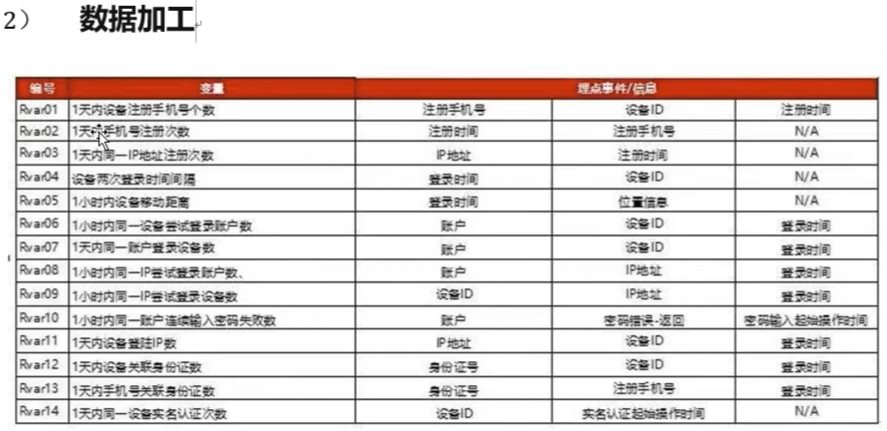 2） 数据加工
编号 变量 埋点事件/信息
Rvar01 1天内设备注册手机号个数 注册手机号 设备ID 注册时间
Rvar02 1天内手机号注册次数 注册时间 注册手机号 N/A
Rvar03 1天内同一IP地址注册次数 IP地址 注册时间 N/A
Rvar04 设备两次登录时间间隔 登录时间 设备ID N/A
Rvar05 1小时内设备移动距离 登录时间 位置信息 N/A
Rvar06 1小时内同一设备尝试登录账户数 账户 设备ID 登录时间
Rvar07 1天内同一账户登录设备数 账户 设备ID 登录时间
Rvar08 1小时内同一IP尝试登录账户数、 账户 IP地址 登录时间
Rvar09 1小时内同一IP尝试登录设备数 设备ID IP地址 登录时间
Rvar10 1小时内同一账户连续输入密码失败数 账户 密码错误-返回 密码输入起始操作时间
Rvar11 1天内设备登陆IP数 IP地址 设备ID 登录时间
Rvar12 1天内设备关联身份证数 身份证号 设备ID 登录时间
Rvar13 1天内手机号关联身份证数 身份证号 注册手机号 登录时间
Rvar14 1天内同一设备实名认证次数 设备ID 实名认证起始操作时间 N/A